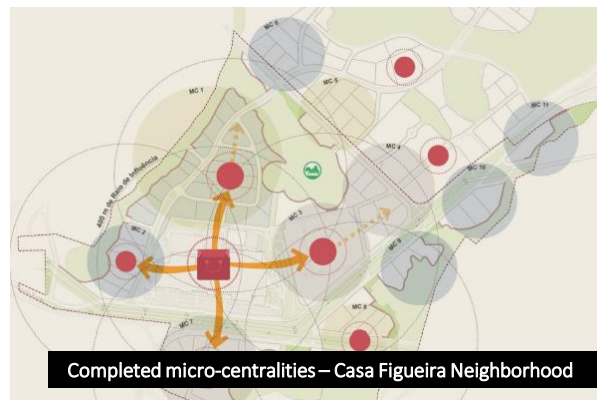 MC 6
MC 1
MC 5
MC 11
MC 4
MC 10
400 m de Raio de Influência
MC 3
MC 2
MC 9
MC 8
MC 7
Completed micro-centralities – Casa Figueira Neighborhood